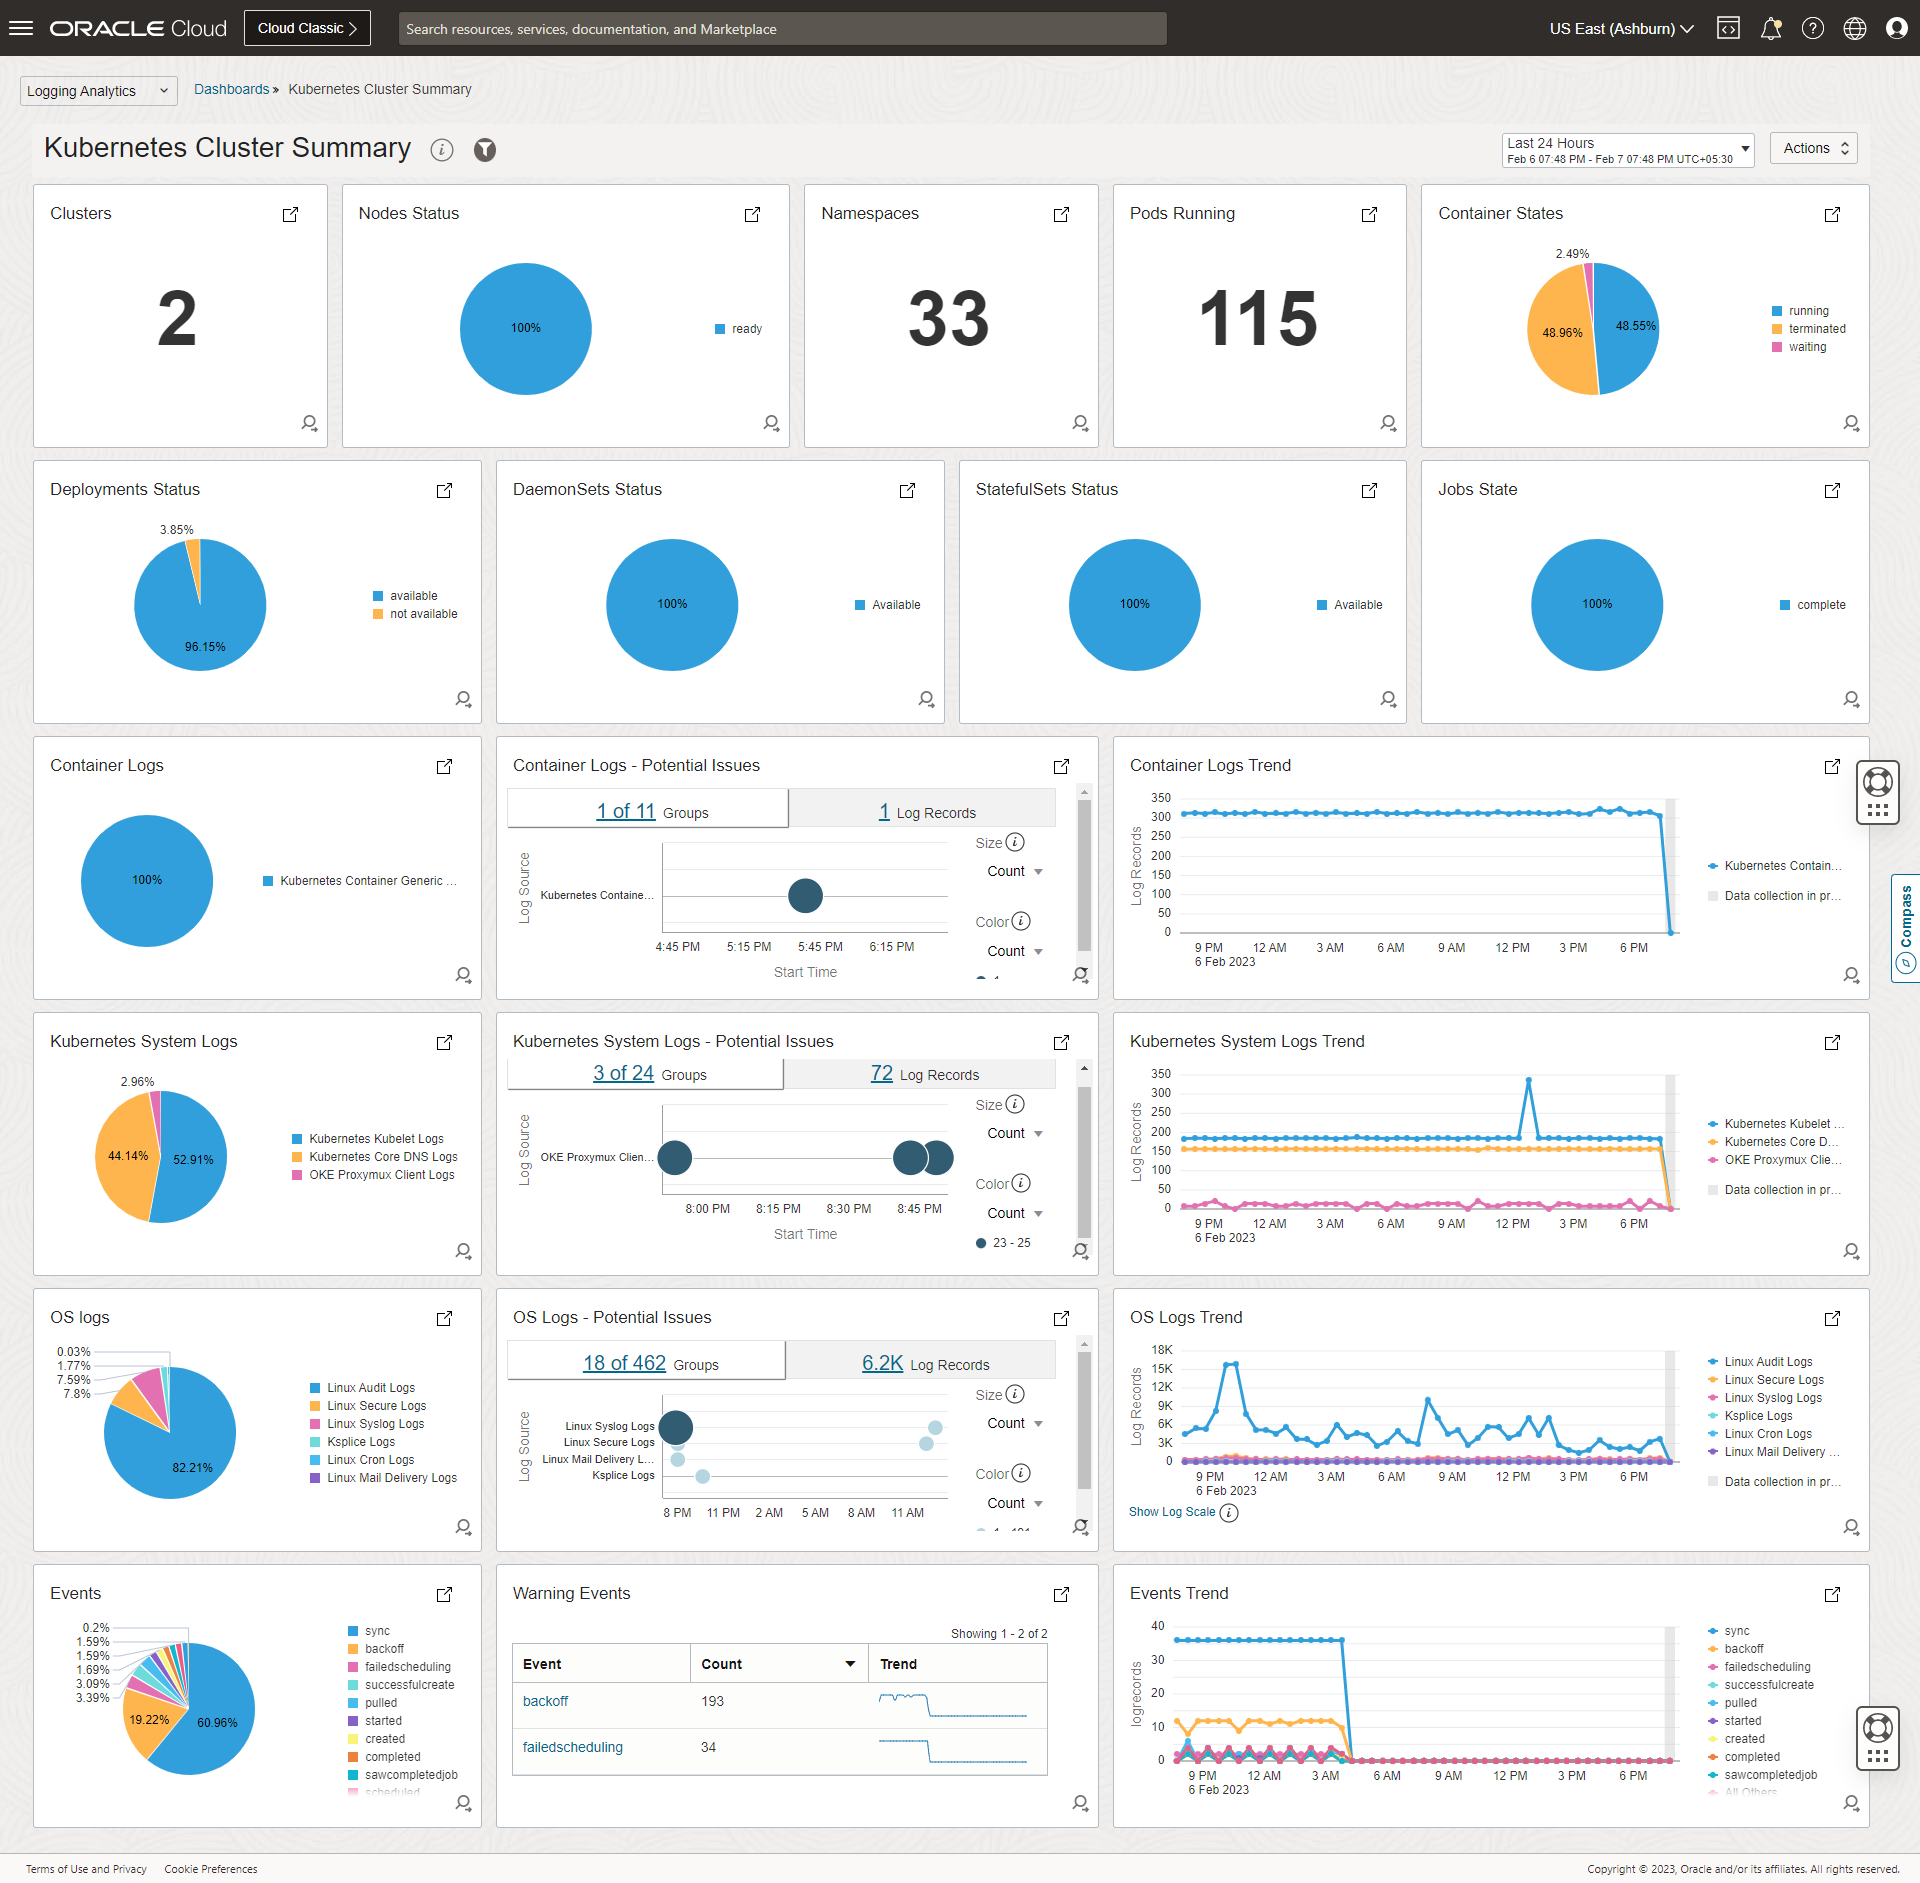 ORACLE Cloud
Cloud Classic
Search resources, services, documentation, and Marketplace
US East (Ashburn)
Logging Analytics
Dashboards » Kubernetes Cluster Summary
Kubernetes Cluster Summary
Last 24 Hours
Feb 6 07:48 PM - Feb 7 07:48 PM UTC+05:30
Actions
Clusters
2
Nodes Status
100%
ready
Namespaces
33
Pods Running
115
Container States
2.49%
48.96%
48.55%
running
terminated
waiting
Deployments Status
3.85%
96.15%
available
not available
DaemonSets Status
100%
Available
StatefulSets Status
100%
Available
Jobs State
100%
complete
Container Logs
100%
Kubernetes Container Generic ...
Container Logs - Potential Issues
1 of 11 Groups
1 Log Records
Log Source
Kubernetes Containe...
4:45 PM 5:15 PM 5:45 PM 6:15 PM
Start Time
Size
Count
Color
Count
Container Logs Trend
Log Records
350
300
250
200
150
100
50
0
9 PM 12 AM 3 AM 6 AM 9 AM 12 PM 3 PM 6 PM
6 Feb 2023
Kubernetes Contain...
Data collection in pr...
Compass
Kubernetes System Logs
2.96%
44.14%
52.91%
Kubernetes Kubelet Logs
Kubernetes Core DNS Logs
OKE Proxymux Client Logs
Kubernetes System Logs - Potential Issues
3 of 24 Groups
72 Log Records
Log Source
OKE Proxymux Clien...
8:00 PM 8:15 PM 8:30 PM 8:45 PM
Start Time
Size
Count
Color
Count
23 - 25
Kubernetes System Logs Trend
Log Records
350
300
250
200
150
100
50
0
9 PM 12 AM 3 AM 6 AM 9 AM 12 PM 3 PM 6 PM
6 Feb 2023
Kubernetes Kubelet ...
Kubernetes Core D...
OKE Proxymux Clie...
Data collection in pr...
OS logs
0.03%
1.77%
7.59%
7.8%
82.21%
Linux Audit Logs
Linux Secure Logs
Linux Syslog Logs
Ksplice Logs
Linux Cron Logs
Linux Mail Delivery Logs
OS Logs - Potential Issues
18 of 462 Groups
6.2K Log Records
Log Source
Linux Syslog Logs
Linux Secure Logs
Linux Mail Delivery L...
Ksplice Logs
8 PM 11 PM 2 AM 5 AM 8 AM 11 AM
Size
Count
Color
Count
OS Logs Trend
Log Records
18K
15K
12K
9K
6K
3K
0
9 PM 12 AM 3 AM 6 AM 9 AM 12 PM 3 PM 6 PM
6 Feb 2023
Show Log Scale
Linux Audit Logs
Linux Secure Logs
Linux Syslog Logs
Ksplice Logs
Linux Cron Logs
Linux Mail Delivery ...
Data collection in pr...
Events
0.2%
1.59%
1.59%
1.69%
3.09%
3.39%
19.22%
60.96%
sync
backoff
failedscheduling
successfulcreate
pulled
started
created
completed
sawcompletedjob
scheduled
Warning Events
Showing 1 - 2 of 2
Event Count Trend
backoff 193
failedscheduling 34
Events Trend
logrecords
40
30
20
10
0
9 PM 12 AM 3 AM 6 AM 9 AM 12 PM 3 PM 6 PM
6 Feb 2023
sync
backoff
failedscheduling
successfulcreate
pulled
started
created
completed
sawcompletedjob
All Others
Terms of Use and Privacy Cookie Preferences
Copyright © 2023, Oracle and/or its affiliates. All rights reserved.